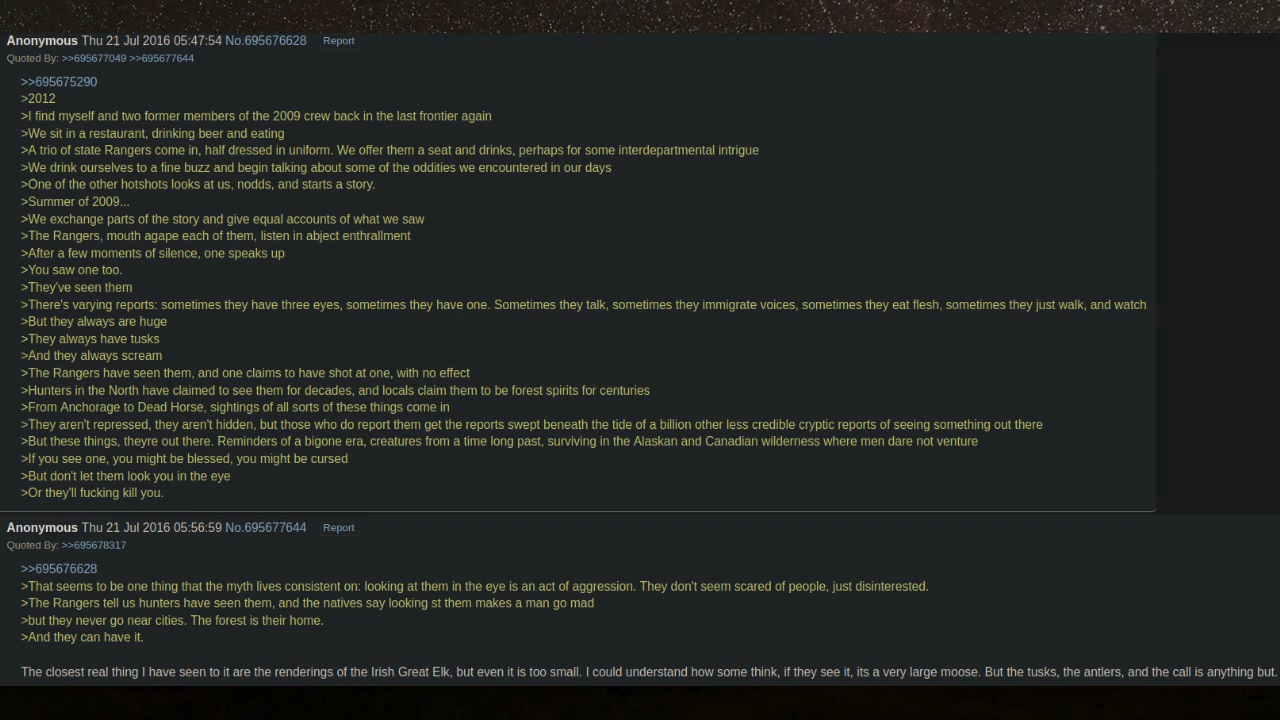 Anonymous Thu 21 Jul 2016 05:47:54 No.695676628 Report
Quoted By: >>695677049 >>695677644
>>695675290
>2012
>I find myself and two former members of the 2009 crew back in the last frontier again
>We sit in a restaurant, drinking beer and eating
>A trio of state Rangers come in, half dressed in uniform. We offer them a seat and drinks, perhaps for some interdepartmental intrigue
>We drink ourselves to a fine buzz and begin talking about some of the oddities we encountered in our days
>One of the other hotshots looks at us, nodds, and starts a story.
>Summer of 2009...
>We exchange parts of the story and give equal accounts of what we saw
>The Rangers, mouth agape each of them, listen in abject enthrallment
>After a few moments of silence, one speaks up
>You saw one too.
>They've seen them
>There's varying reports: sometimes they have three eyes, sometimes they have one. Sometimes they talk, sometimes they immigrate voices, sometimes they eat flesh, sometimes they just walk, and watch
>But they always are huge
>They always have tusks
>And they always scream
>The Rangers have seen them, and one claims to have shot at one, with no effect
>Hunters in the North have claimed to see them for decades, and locals claim them to be forest spirits for centuries
>From Anchorage to Dead Horse, sightings of all sorts of these things come in
>They aren't repressed, they aren't hidden, but those who do report them get the reports swept beneath the tide of a billion other less credible cryptic reports of seeing something out there
>But these things, theyre out there. Reminders of a bigone era, creatures from a time long past, surviving in the Alaskan and Canadian wilderness where men dare not venture
>If you see one, you might be blessed, you might be cursed
>But don't let them look you in the eye
>Or they'll fucking kill you.
Anonymous Thu 21 Jul 2016 05:56:59 No.695677644 Report
Quoted By: >>695678317
>>695676628
>That seems to be one thing that the myth lives consistent on: looking at them in the eye is an act of aggression. They don't seem scared of people, just disinterested.
>The Rangers tell us hunters have seen them, and the natives say looking st them makes a man go mad
>but they never go near cities. The forest is their home.
>And they can have it.
The closest real thing I have seen to it are the renderings of the Irish Great Elk, but even it is too small. I could understand how some think, if they see it, its a very large moose. But the tusks, the antlers, and the call is anything but.